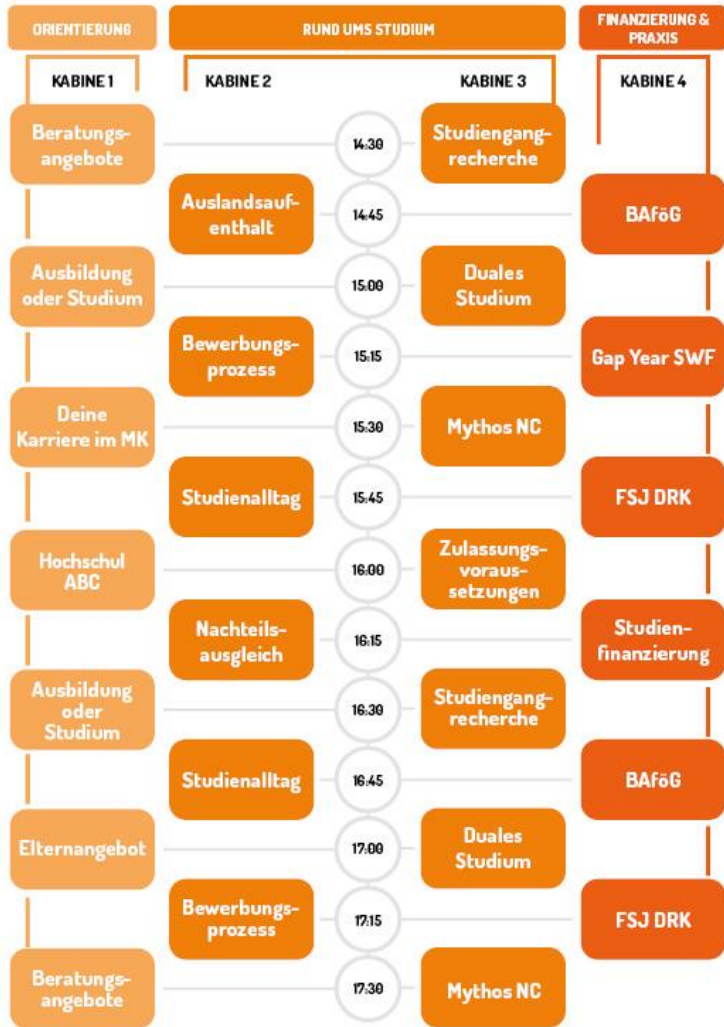 ORIENTIERUNG
RUND UMS STUDIUM
FINANZIERUNG &
PRAXIS
KABINE 1
KABINE 2
KABINE 3
KABINE 4
Beratungs-
angebote
14:30
Studiengang-
recherche
Auslandsauf-
enthalt
14:45
BAföG
Ausbildung
oder Studium
15:00
Duales
Studium
Bewerbungs-
prozess
15:15
Gap Year SWF
Deine
Karriere im MK
15:30
Mythos NC
Studienalltag
15:45
FSJ DRK
Hochschul
ABC
16:00
Zulassungs-
voraus-
setzungen
Nachteils-
ausgleich
16:15
Studien-
finanzierung
Ausbildung
oder
Studium
16:30
Studiengang-
recherche
Studienalltag
16:45
BAföG
Elternangebot
17:00
Duales
Studium
Bewerbungs-
prozess
17:15
FSJ DRK
Beratungs-
angebote
17:30
Mythos NC